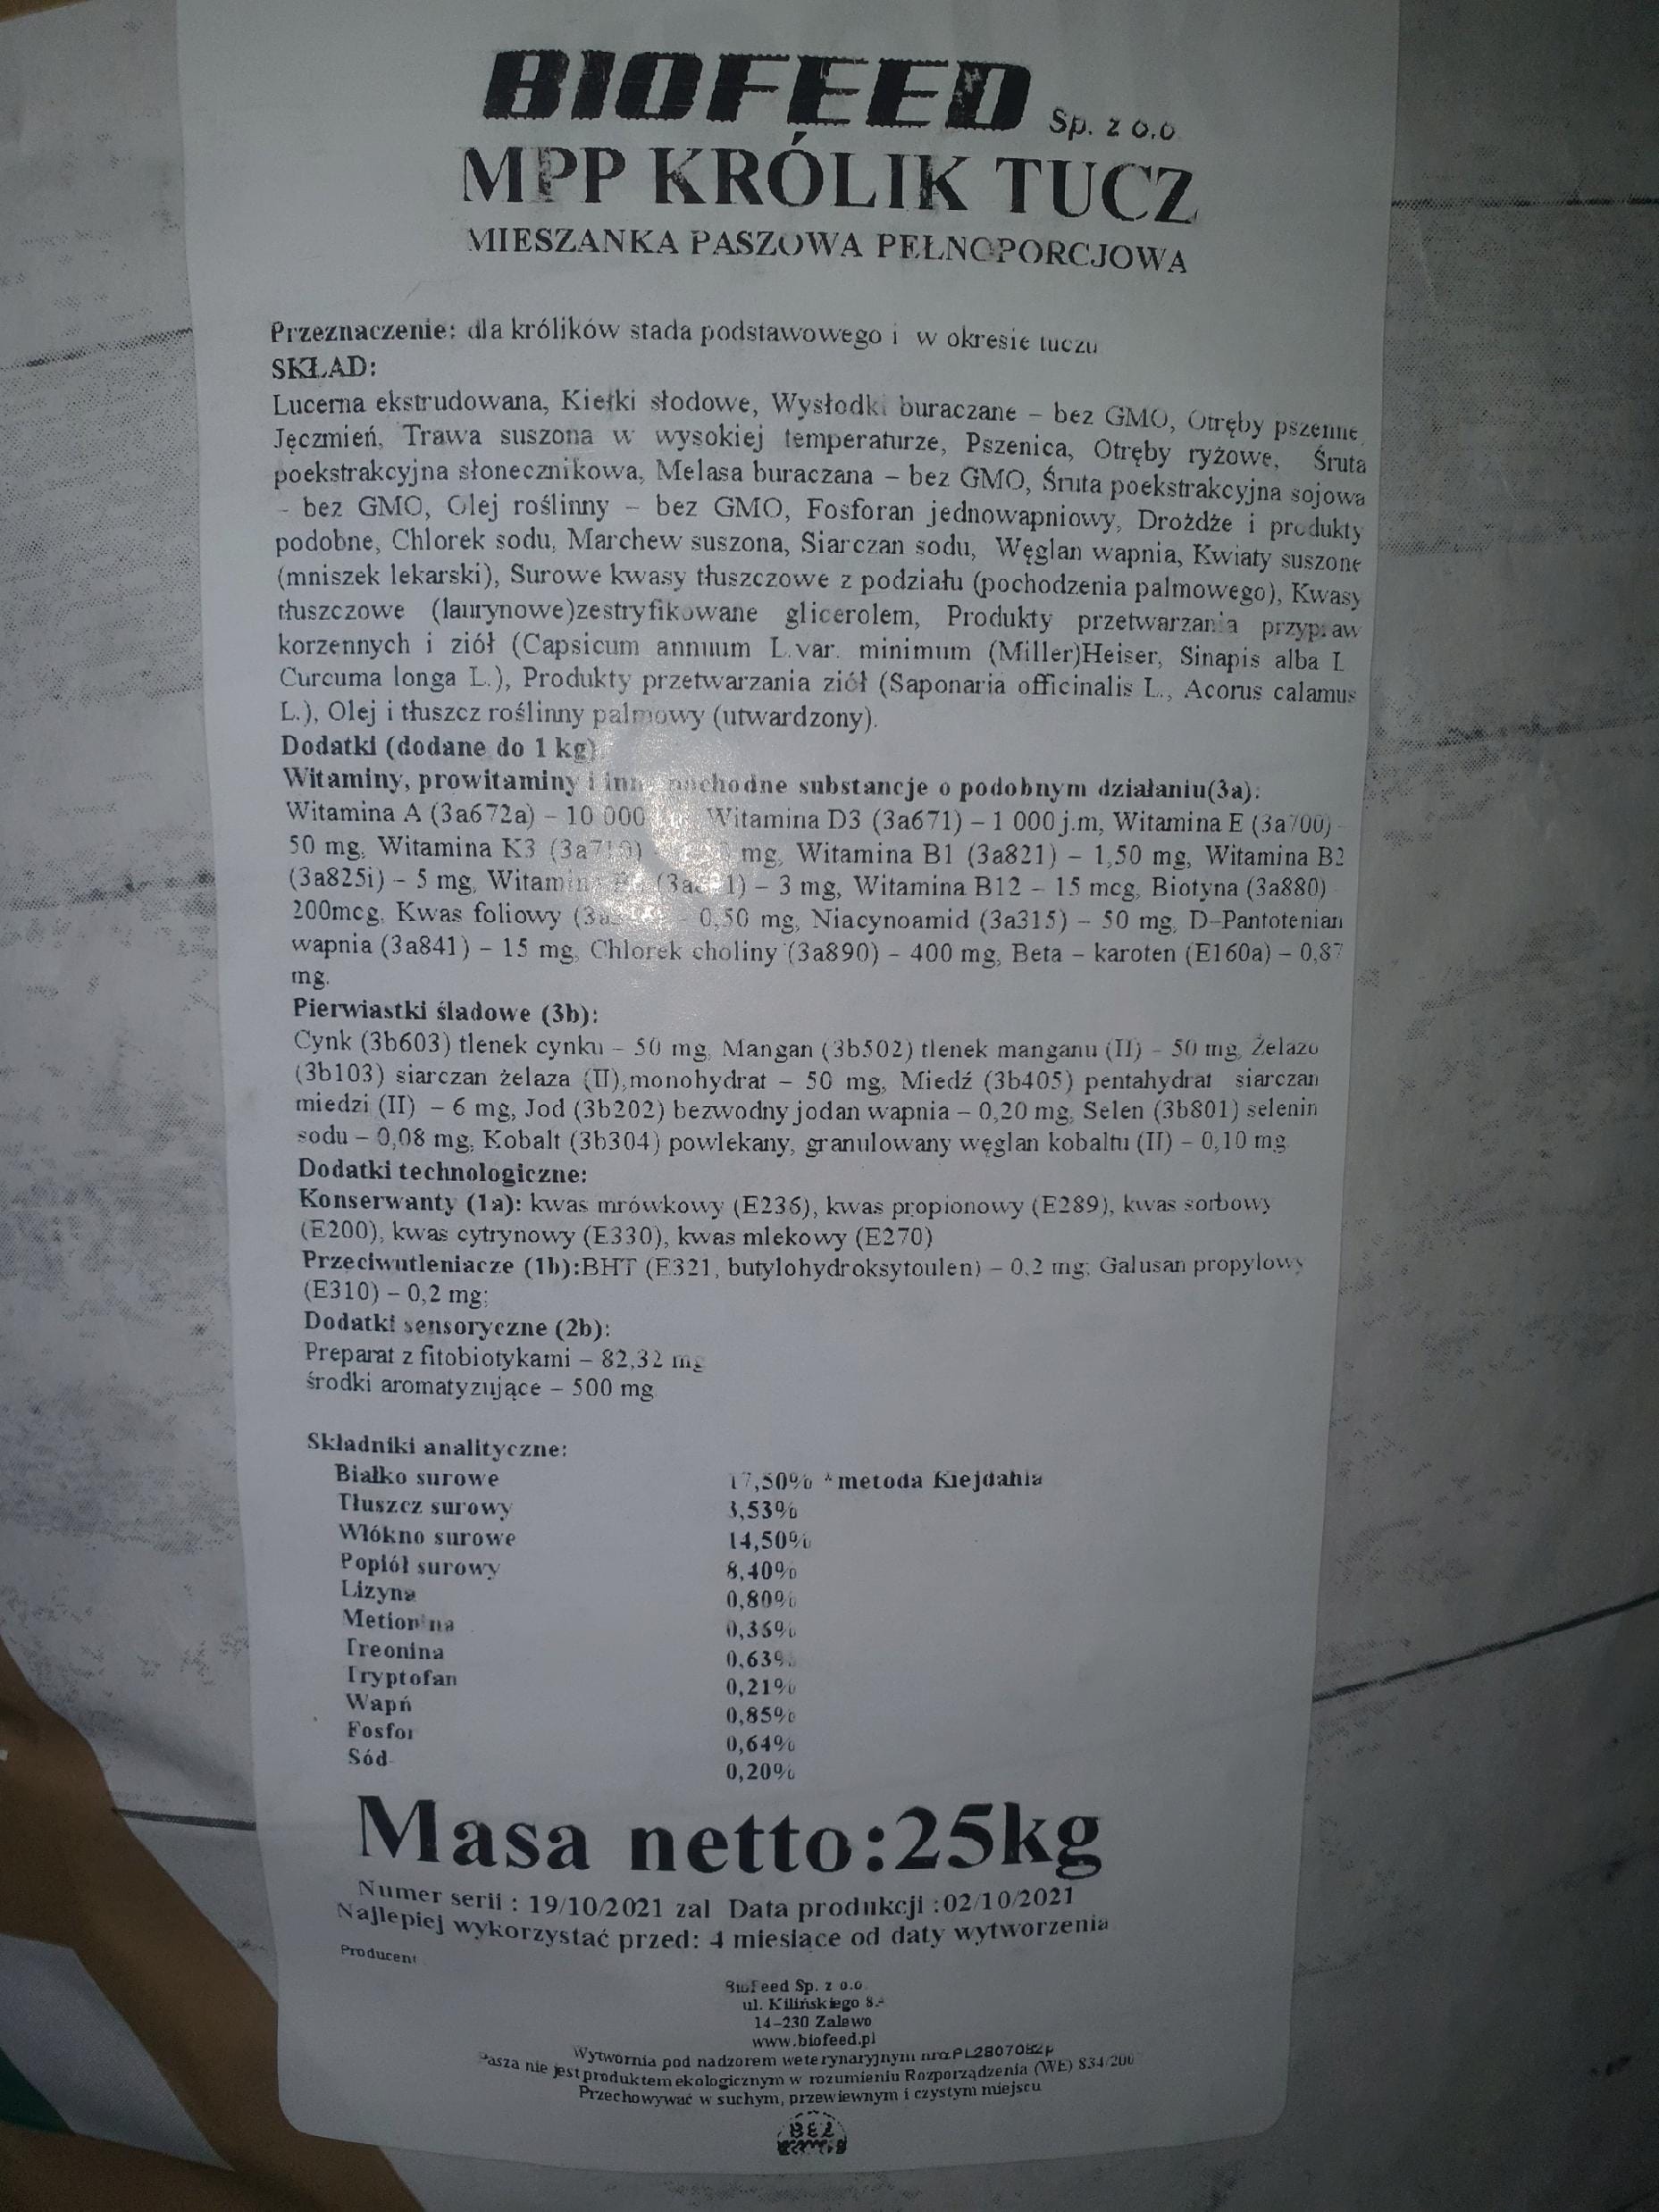 BIOFEED Sp. z o.o
MPP KRÓLIK TUCZ
MIESZANKA PASZOWA PEŁNOPORCJOWA
Przeznaczenie: dla królików stada podstawowego i w okresie tuczu
SKŁAD:
Lucerna ekstrudowana, Kiełki słodowe, Wysłodki buraczane – bez GMO, Otręby pszenne,
Jęczmień, Trawa suszona w wysokiej temperaturze, Pszenica, Otręby ryżowe, Śruta
poekstrakcyjna słonecznikowa, Melasa buraczana – bez GMO, Śruta poekstrakcyjna sojowa
- bez GMO, Olej roślinny – bez GMO, Fosforan jednowapniowy, Drożdże i produkty
podobne, Chlorek sodu, Marchew suszona, Siarczan sodu, Węglan wapnia, Kwiaty suszone
(mniszek lekarski), Surowe kwasy tłuszczowe z podziału (pochodzenia palmowego), Kwasy
tłuszczowe (laurynowe)zestryfikowane glicerolem, Produkty przetwarzania przypraw
korzennych i ziół (Capsicum annuum L.var. minimum (Miller)Heiser, Sinapis alba L
Curcuma longa L.), Produkty przetwarzania ziół (Saponaria officinalis L., Acorus calamus
L.), Olej i tłuszcz roślinny palmowy (utwardzony).
Dodatki (dodane do 1 kg)
Witaminy, prowitaminy i pochodne substancje o podobnym działaniu(3a):
Witamina A (3a672a) – 10 000 Witamina D3 (3a671) – 1 000 j.m, Witamina E (3a700) -
50 mg, Witamina K3 mg, Witamina B1 (3a821) – 1,50 mg, Witamina B2
(3a825i) – 5 mg, Witamina – 3 mg, Witamina B12 – 15 mcg, Biotyna (3a880)
200mcg, Kwas foliowy – 0,50 mg, Niacynoamid (3a315) – 50 mg, D-Pantotenian
wapnia (3a841) – 15 mg, Chlorek choliny (3a890) – 400 mg, Beta – karoten (E160a) – 0,87
mg.
Pierwiastki śladowe (3b):
Cynk (3b603) tlenek cynku – 50 mg, Mangan (3b502) tlenek manganu (II) – 50 mg, Żelazo
(3b103) siarczan żelaza (II),monohydrat – 50 mg, Miedź (3b405) pentahydrat siarczan
miedzi (II) – 6 mg, Jod (3b202) bezwodny jodan wapnia – 0,20 mg, Selen (3b801) selenin
sodu – 0,08 mg, Kobalt (3b304) powlekany, granulowany węglan kobaltu (II) – 0,10 mg
Dodatki technologiczne:
Konserwanty (1a): kwas mrówkowy (E236), kwas propionowy (E289), kwas sorbowy
(E200), kwas cytrynowy (E330), kwas mlekowy (E270)
Przeciwutleniacze (1b):BHT (E321, butylohydroksytoulen) – 0,2 mg; Galusan propylowy
(E310) – 0,2 mg;
Dodatki sensoryczne (2b):
Preparat z fitobiotykami – 82,32 mg
środki aromatyzujące – 500 mg
Składniki analityczne:
Białko surowe 17,50% *metoda Kiejdahla
Tłuszcz surowy 3,53%
Włókno surowe 14,50%
Popiół surowy 8,40%
Lizyna 0,80%
Metionina 0,36%
Treonina 0,63%
Tryptofan 0,21%
Wapń 0,85%
Fosfor 0,64%
Sód 0,20%
Masa netto:25kg
Numer serii : 19/10/2021 zal Data produkcji :02/10/2021
Najlepiej wykorzystać przed: 4 miesiące od daty wytworzenia
Producent
BioFeed Sp. z o.o.
ul. Kilińskiego
14-230 Zalewo
www.biofeed.pl
Wytwornia pod nadzorem weterynaryjnym
Pasza nie jest produktem ekologicznym w rozumieniu Rozporządzenia (WE)
Przechowywać w suchym, przewiewnym i czystym miejscu
BEZ